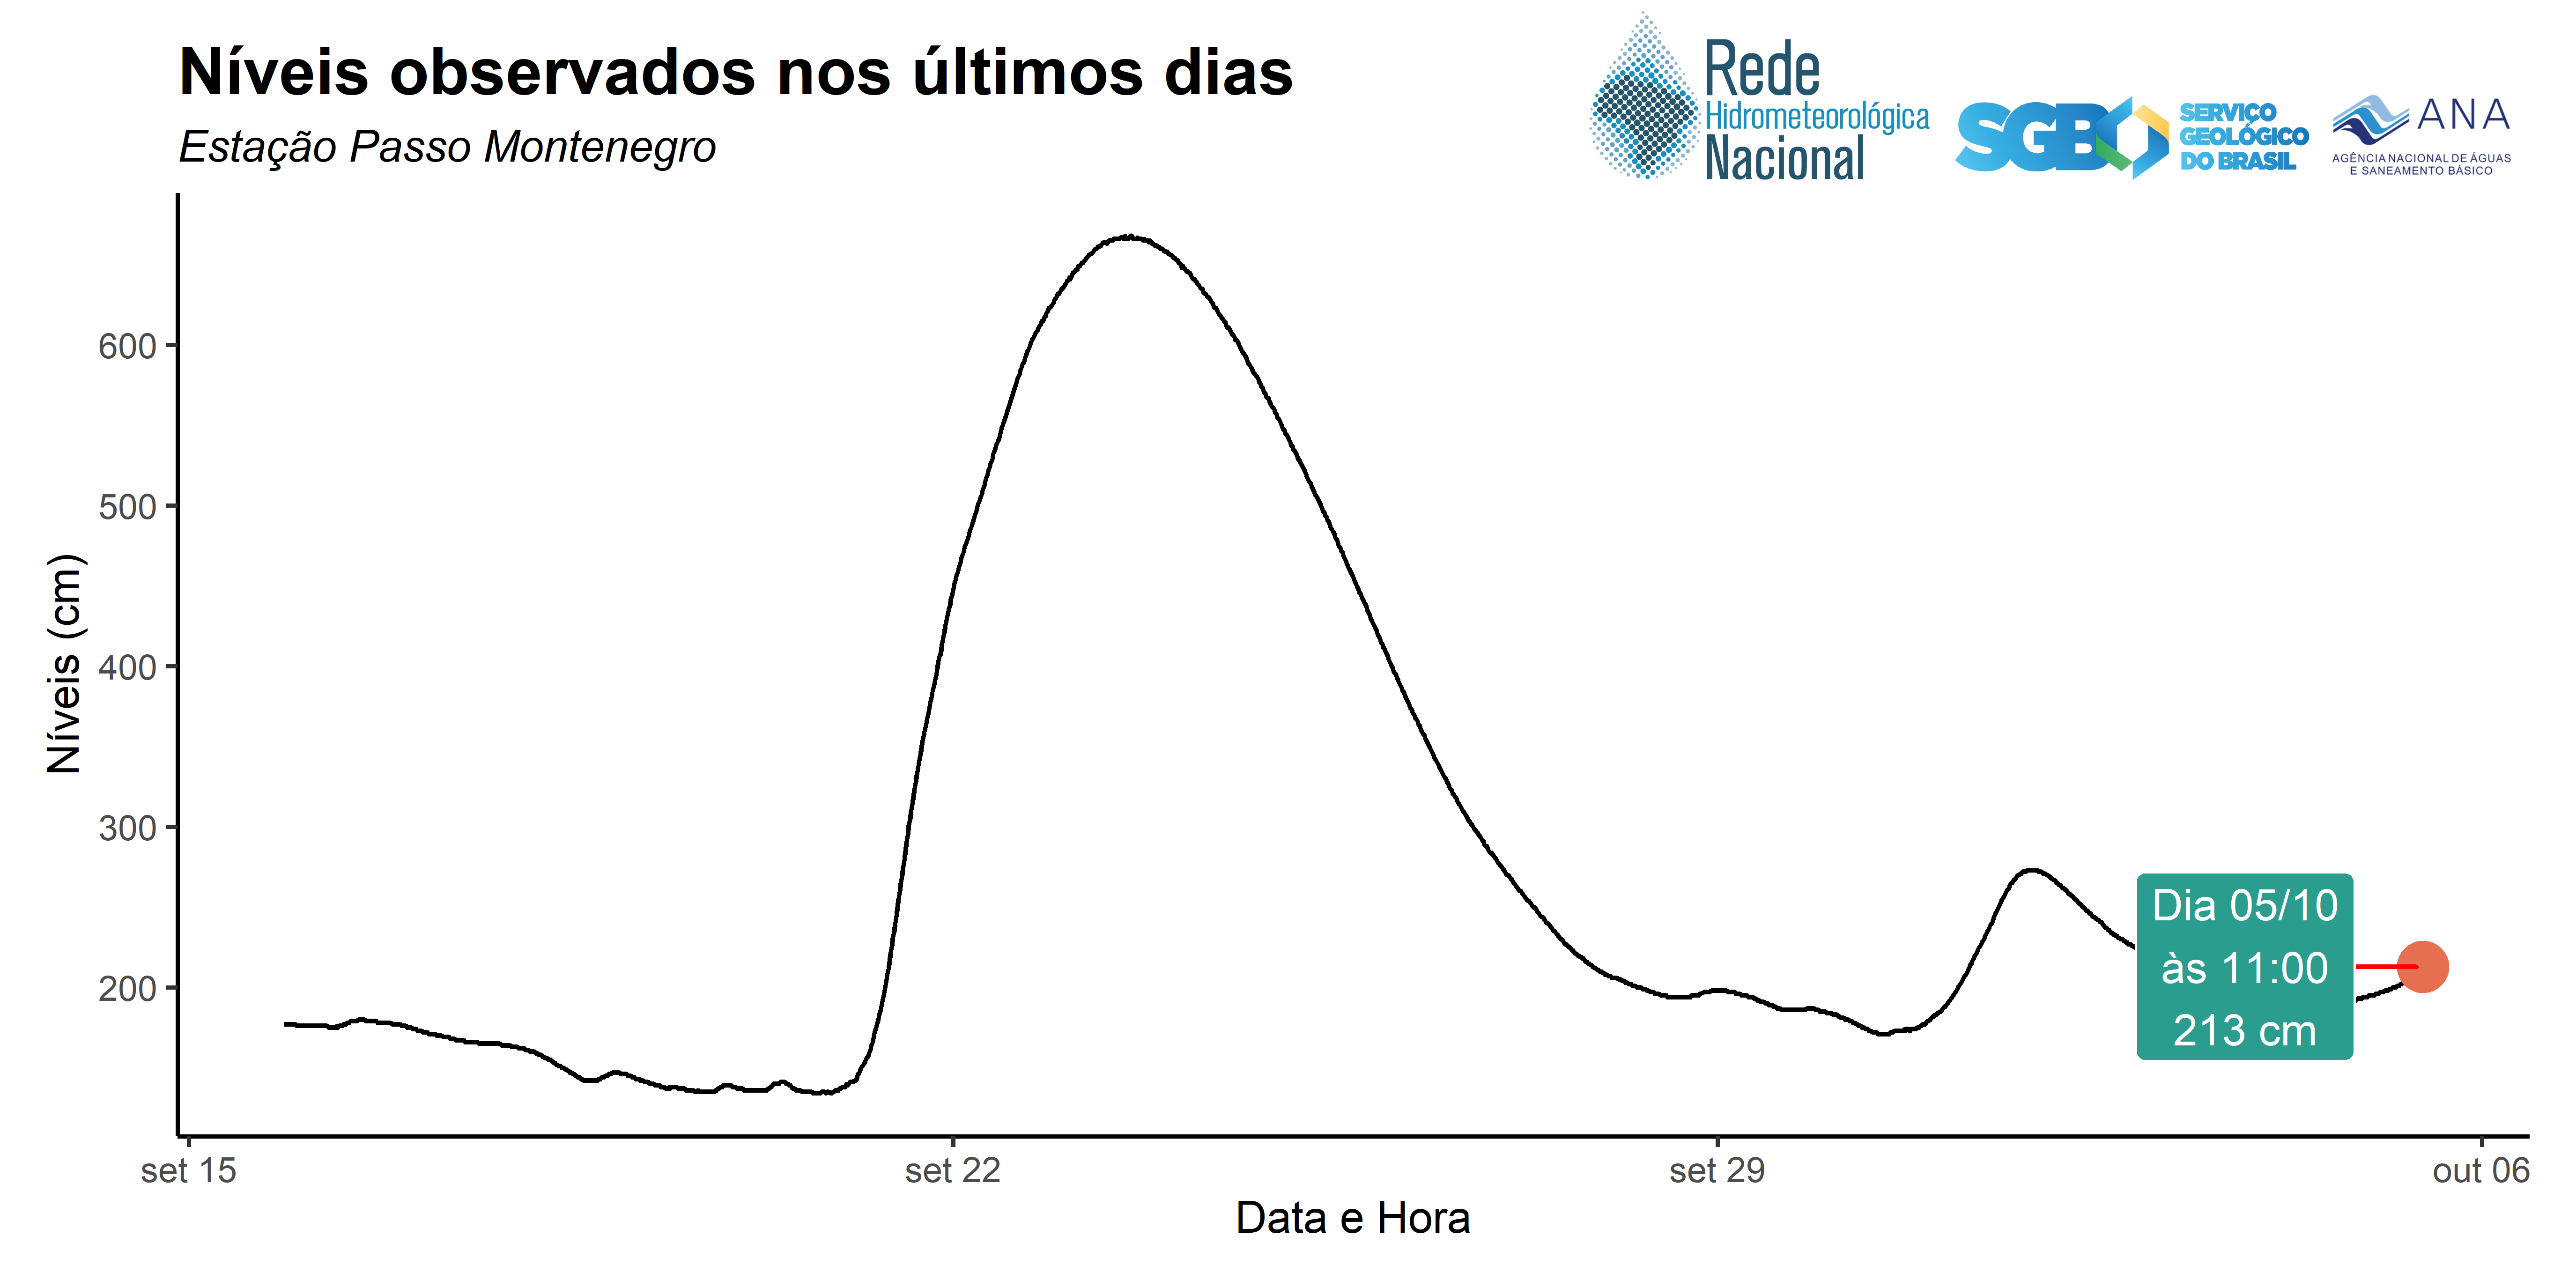 Níveis observados nos últimos dias
Estação Passo Montenegro
Rede
Hidrometeorológica
Nacional
SGB
SERVIÇO
GEOLÓGICO
DO BRASIL
ANA
AGÊNCIA NACIONAL DE ÁGUAS
E SANEAMENTO BÁSICO
Níveis (cm)
600
500
400
300
200
Dia 05/10
às 11:00
213 cm
set 15
set 22
set 29
out 06
Data e Hora